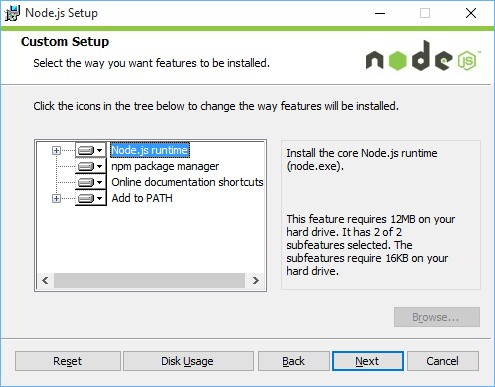 Node.js Setup
Custom Setup
Select the way you want features to be installed.
node
JS
Click the icons in the tree below to change the way features will be installed.
Node.js runtime
npm package manager
Online documentation shortcuts
Add to PATH
Install the core Node.js runtime
(node.exe).
This feature requires 12MB on your
hard drive. It has 2 of 2
subfeatures selected. The
subfeatures require 16KB on your
hard drive.
Browse...
Reset
Disk Usage
Back
Next
Cancel